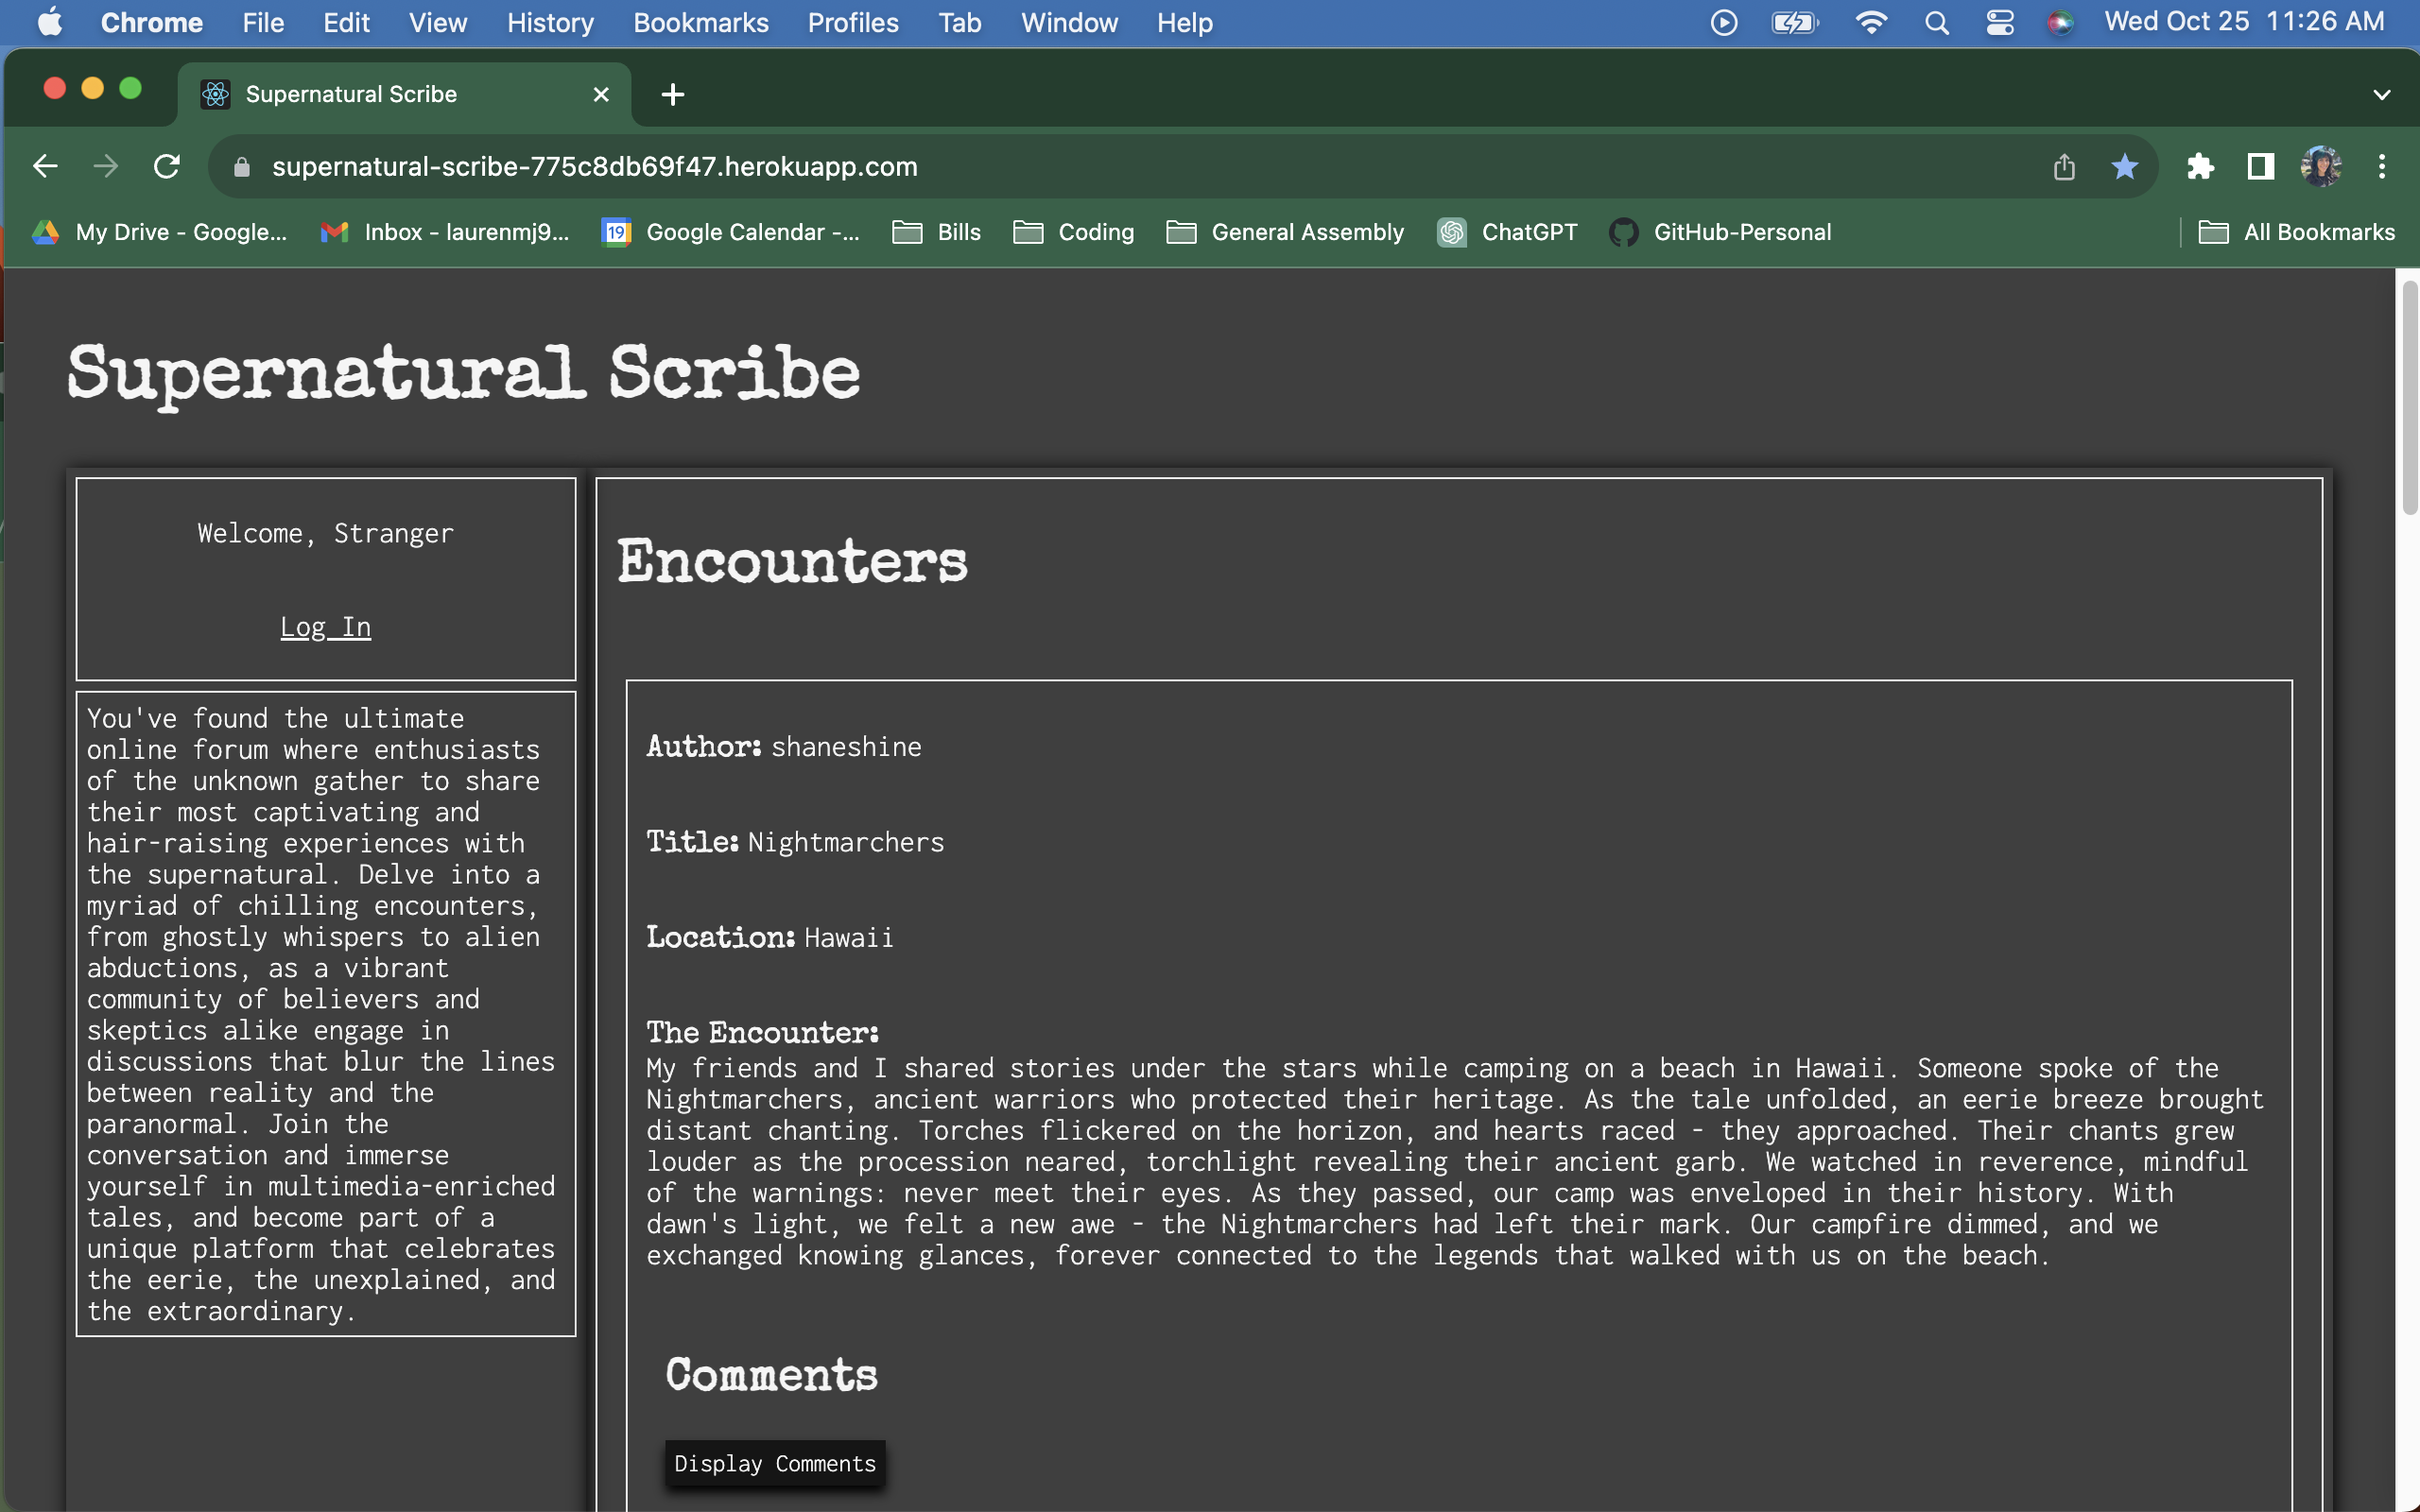 Chrome File Edit View History Bookmarks Profiles Tab Window Help Wed Oct 25 11:26 AM
Supernatural Scribe
supernatural-scribe-775c8db69f47.herokuapp.com
My Drive - Google... Inbox - laurenmj9... 19 Google Calendar -... Bills Coding General Assembly ChatGPT GitHub-Personal All Bookmarks
Supernatural Scribe
Welcome, Stranger
Log In
You've found the ultimate
online forum where enthusiasts
of the unknown gather to share
their most captivating and
hair-raising experiences with
the supernatural. Delve into a
myriad of chilling encounters,
from ghostly whispers to alien
abductions, as a vibrant
community of believers and
skeptics alike engage in
discussions that blur the lines
between reality and the
paranormal. Join the
conversation and immerse
yourself in multimedia-enriched
tales, and become part of a
unique platform that celebrates
the eerie, the unexplained, and
the extraordinary.
Encounters
Author: shaneshine
Title: Nightmarchers
Location: Hawaii
The Encounter:
My friends and I shared stories under the stars while camping on a beach in Hawaii. Someone spoke of the
Nightmarchers, ancient warriors who protected their heritage. As the tale unfolded, an eerie breeze brought
distant chanting. Torches flickered on the horizon, and hearts raced - they approached. Their chants grew
louder as the procession neared, torchlight revealing their ancient garb. We watched in reverence, mindful
of the warnings: never meet their eyes. As they passed, our camp was enveloped in their history. With
dawn's light, we felt a new awe - the Nightmarchers had left their mark. Our campfire dimmed, and we
exchanged knowing glances, forever connected to the legends that walked with us on the beach.
Comments
Display Comments